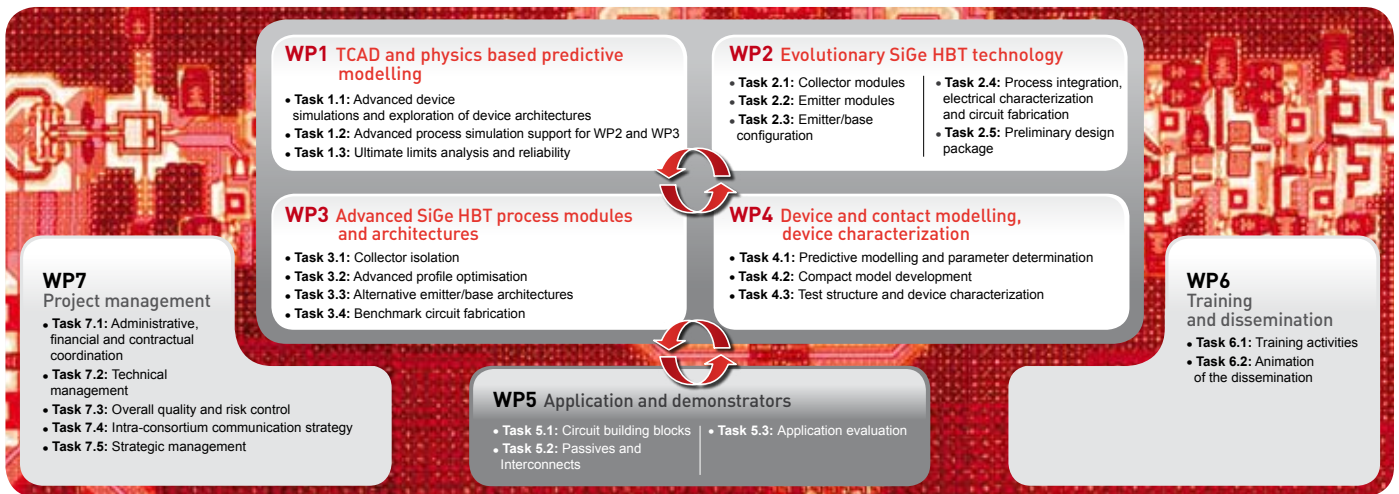 WP1 TCAD and physics based predictive
modelling
• Task 1.1: Advanced device
simulations and exploration of device architectures
• Task 1.2: Advanced process simulation support for WP2 and WP3
• Task 1.3: Ultimate limits analysis and reliability
WP2 Evolutionary SiGe HBT technology
• Task 2.1: Collector modules
• Task 2.2: Emitter modules
• Task 2.3: Emitter/base
configuration
• Task 2.4: Process integration,
electrical characterization
and circuit fabrication
• Task 2.5: Preliminary design
package
WP3 Advanced SiGe HBT process modules
and architectures
• Task 3.1: Collector isolation
• Task 3.2: Advanced profile optimisation
• Task 3.3: Alternative emitter/base architectures
• Task 3.4: Benchmark circuit fabrication
WP4 Device and contact modelling,
device characterization
• Task 4.1: Predictive modelling and parameter determination
• Task 4.2: Compact model development
• Task 4.3: Test structure and device characterization
WP7
Project management
• Task 7.1: Administrative,
financial and contractual
coordination
• Task 7.2: Technical
management
• Task 7.3: Overall quality and risk control
• Task 7.4: Intra-consortium communication strategy
• Task 7.5: Strategic management
WP5 Application and demonstrators
• Task 5.1: Circuit building blocks
• Task 5.2: Passives and
Interconnects
• Task 5.3: Application evaluation
WP6
Training
and dissemination
• Task 6.1: Training activities
• Task 6.2: Animation
of the dissemination